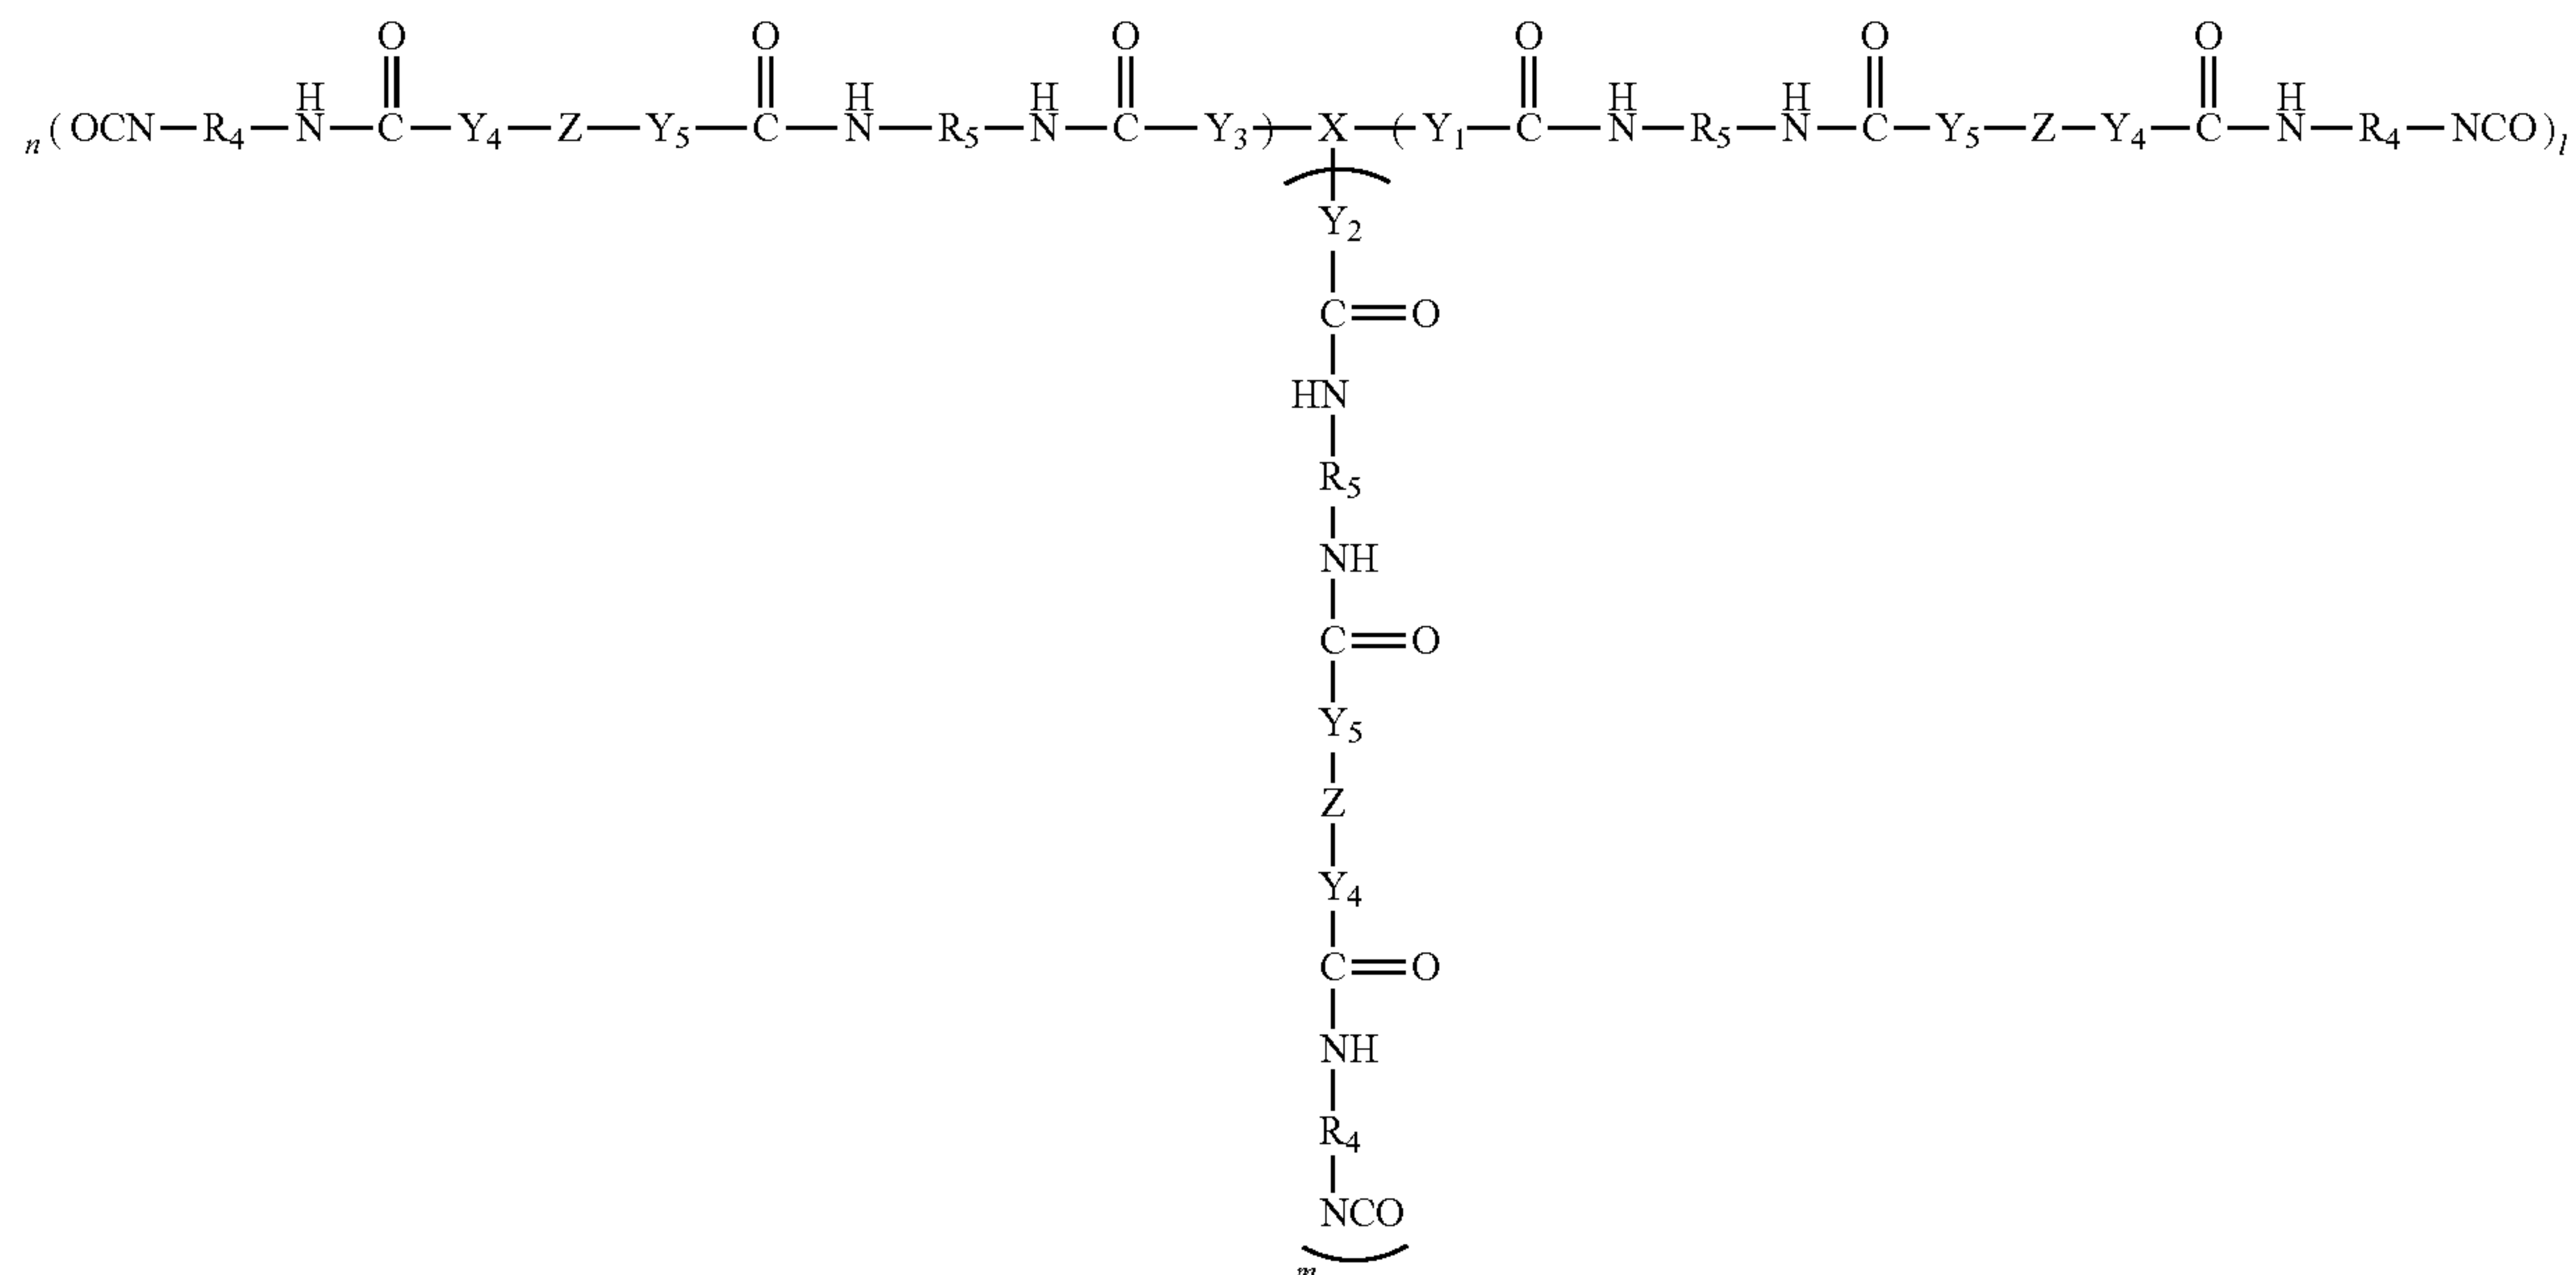 O O O O O O
H H H H H H
n(OCN—R4—N—C—Y4—Z—Y5—C—N—R5—N—C—Y3)—X—(Y1—C—N—R5—N—C—Y5—Z—Y4—C—N—R4—NCO)l
Y2
C=O
HN
R5
NH
C=O
Y5
Z
Y4
C=O
NH
R4
NCO
m